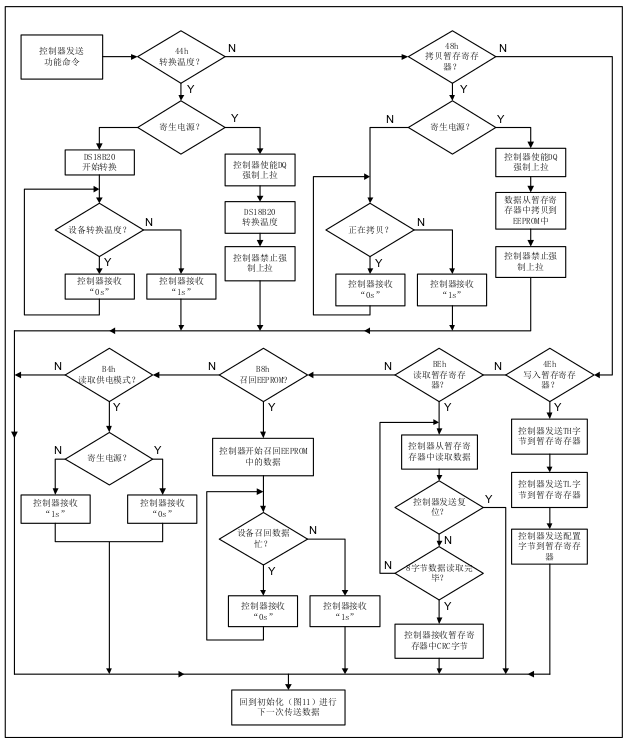 控制器发送
功能命令
44h
转换温度？
N
48h
拷贝暂存寄存
器？
N
Y
Y
寄生电源？
Y
N
寄生电源？
Y
N
DS18B20
开始转换
控制器使能DQ
强制上拉
控制器使能DQ
强制上拉
设备转换温度？
N
Y
DS18B20
转换温度
正在拷贝？
N
Y
数据从暂存寄
存器中拷贝到
EEPROM中
控制器接收
“0s”
控制器接收
“1s”
控制器禁止强
制上拉
控制器接收
“0s”
控制器接收
“1s”
控制器禁止强
制上拉
N
B4h
读取供电模式？
N
B8h
召回EEPROM？
N
BEh
读取暂存寄存
器？
N
4Eh
写入暂存寄存
器？
Y
Y
Y
Y
N
寄生电源？
Y
控制器开始召回EEPROM
中的数据
控制器从暂存寄
存器中读取数据
控制器发送TH字
节到暂存寄存器
控制器接收
“1s”
控制器接收
“0s”
设备召回数据
忙？
N
Y
控制器发送复
位？
Y
N
控制器发送TL字
节到暂存寄存器
N
8字节数据读取完
毕？
Y
控制器发送配置
字节到暂存寄存
器
控制器接收
“0s”
控制器接收
“1s”
控制器接收暂存寄
存器中CRC字节
回到初始化（图11）进行
下一次传送数据